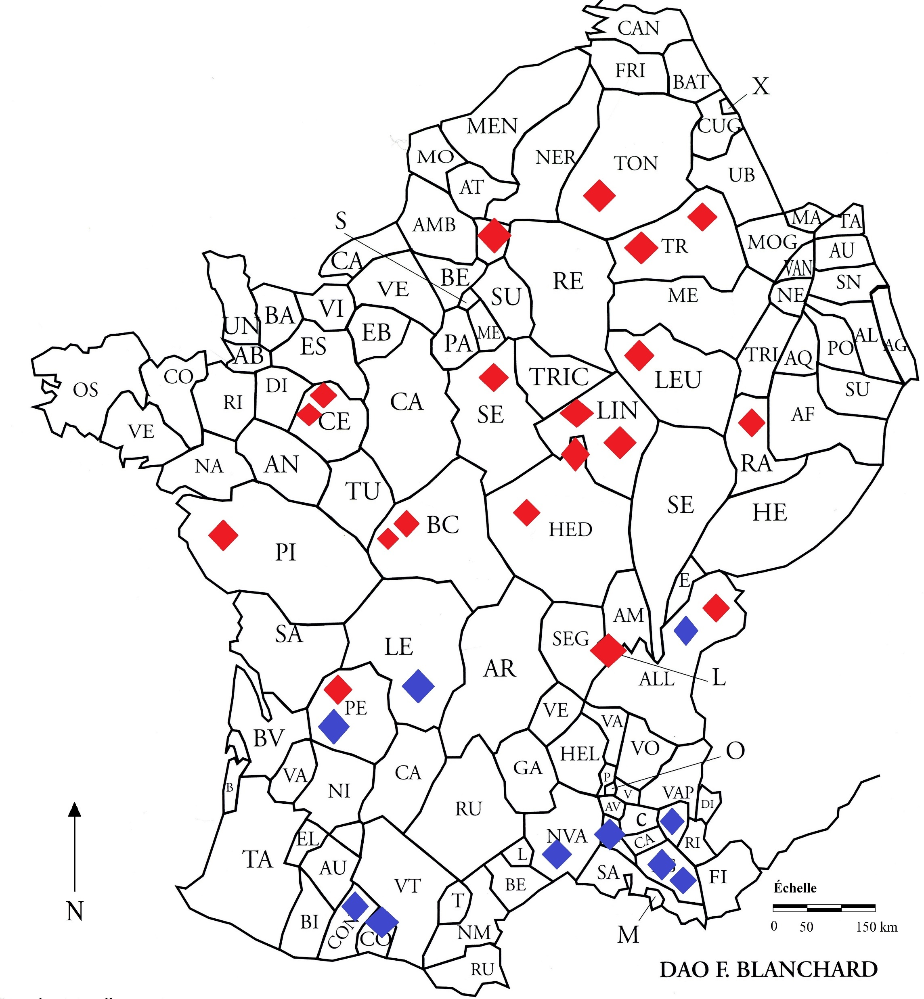 CAN
FRI
BAT
X
MEN
CUG
MO
NER
TON
UB
AT
S
AMB
TR
MOG
MA
TA
AU
CA
VAN
BE
VE
RE
SN
SU
ME
NE
VI
BA
UN
EB
PA
ME
ES
AL
PO
AG
AB
TRI
AQ
CO
OS
DI
TRIC
LEU
SU
RI
CA
SE
LIN
AF
CE
VE
NA
AN
RA
TU
SE
HE
BC
HED
PI
E
AM
SA
LE
SEG
AR
ALL
L
PE
VE
VA
BV
VO
O
HEL
GA
CA
VA
NI
B
P
V
VAP
DI
AV
RU
C
NVA
CA
RI
EL
L
TA
AU
SA
FI
VT
BE
T
Échelle
BI
CON
CO
NM
M
0 50 150 km
N
RU
DAO F. BLANCHARD